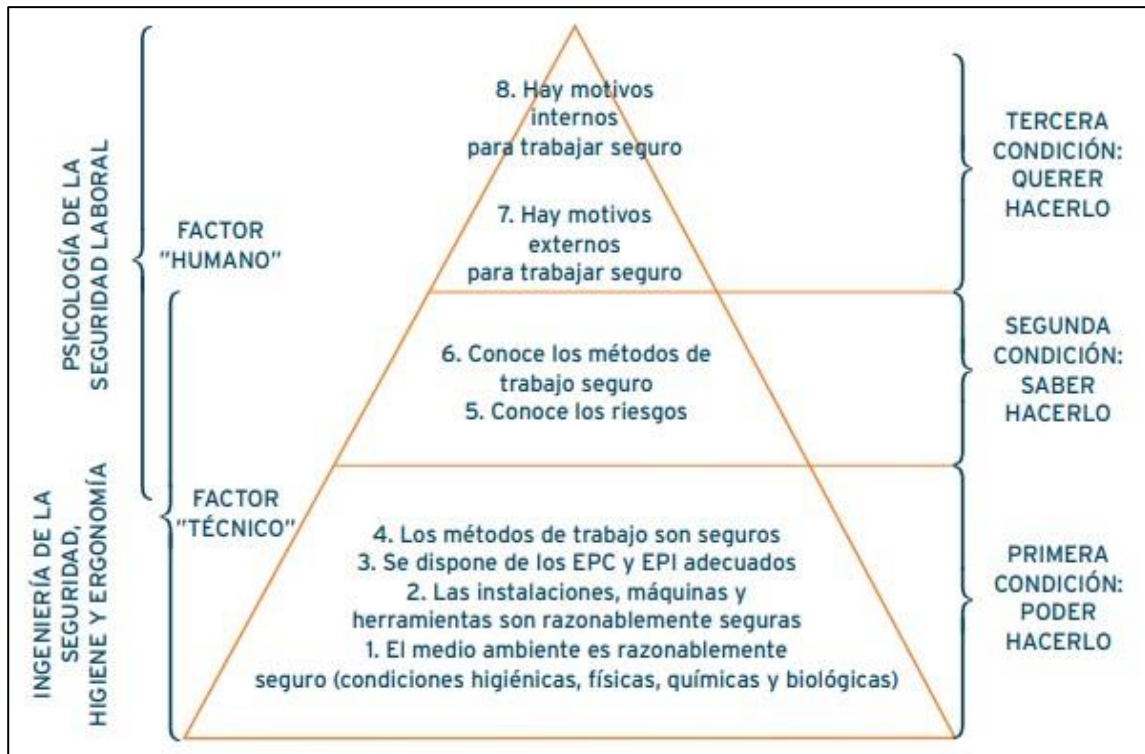 8. Hay motivos
internos
para trabajar seguro
7. Hay motivos
externos
para trabajar seguro
6. Conoce los métodos de
trabajo seguro
5. Conoce los riesgos
4. Los métodos de trabajo son seguros
3. Se dispone de los EPC y EPI adecuados
2. Las instalaciones, máquinas y
herramientas son razonablemente seguras
1. El medio ambiente es razonablemente
seguro (condiciones higiénicas, físicas, químicas y biológicas)
PSICOLOGÍA DE LA
SEGURIDAD LABORAL
INGENIERÍA DE LA
SEGURIDAD,
HIGIENE Y ERGONOMÍA
FACTOR
"HUMANO"
FACTOR
"TÉCNICO"
TERCERA
CONDICIÓN:
QUERER
HACERLO
SEGUNDA
CONDICIÓN:
SABER
HACERLO
PRIMERA
CONDICIÓN:
PODER
HACERLO